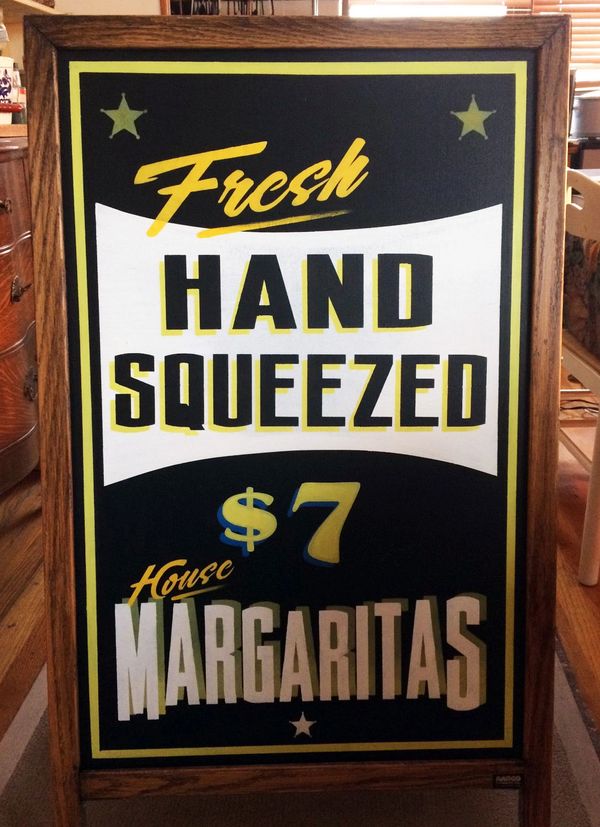 Fresh
HAND
SQUEEZED
$7
House
MARGARITAS